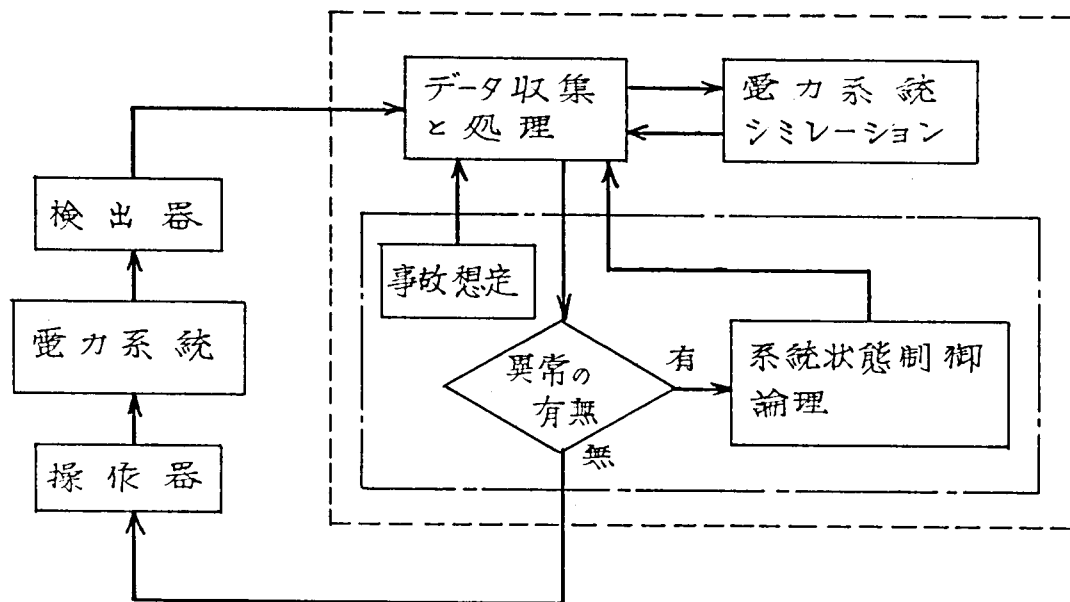 データ収集
と処理
電力系統
シミレーション
検出器
事故想定
電力系統
異常の
有無
有
系統状態制御
論理
無
操作器